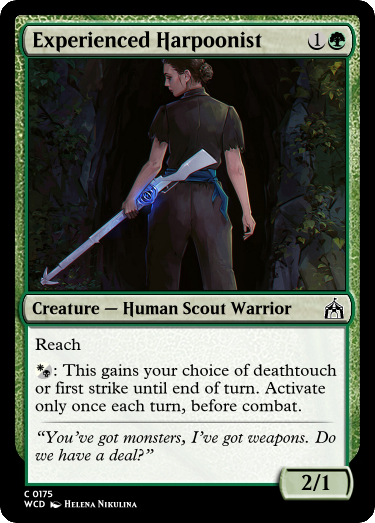 Experienced Harpoonist 1
Creature — Human Scout Warrior
Reach
: This gains your choice of deathtouch
or first strike until end of turn. Activate
only once each turn, before combat.
“You’ve got monsters, I’ve got weapons. Do
we have a deal?”
2/1
C 0175
WCD Helena Nikulina